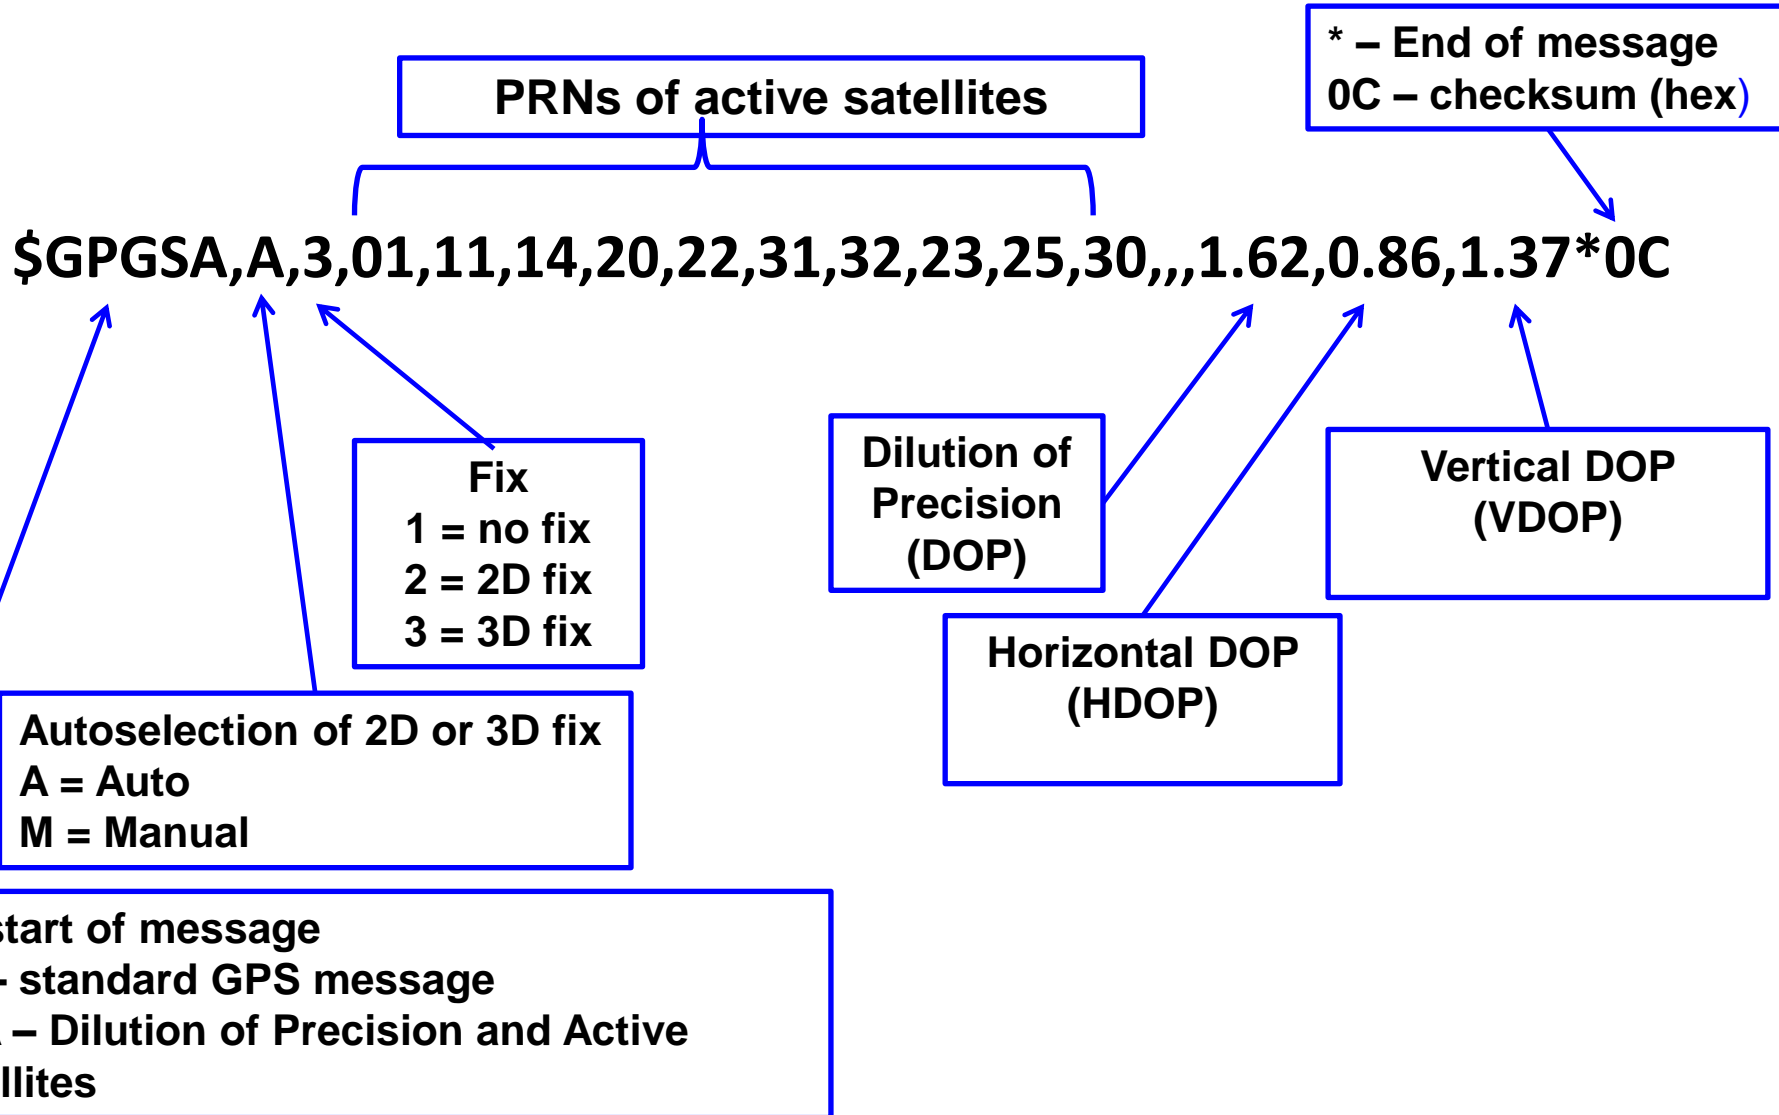 * – End of message
0C – checksum (hex)
PRNs of active satellites
$GPGSA,A,3,01,11,14,20,22,31,32,23,25,30,,,1.62,0.86,1.37*0C
Fix
1 = no fix
2 = 2D fix
3 = 3D fix
Dilution of
Precision
(DOP)
Vertical DOP
(VDOP)
Horizontal DOP
(HDOP)
Autoselection of 2D or 3D fix
A = Auto
M = Manual
start of message
- standard GPS message
– Dilution of Precision and Active
llites